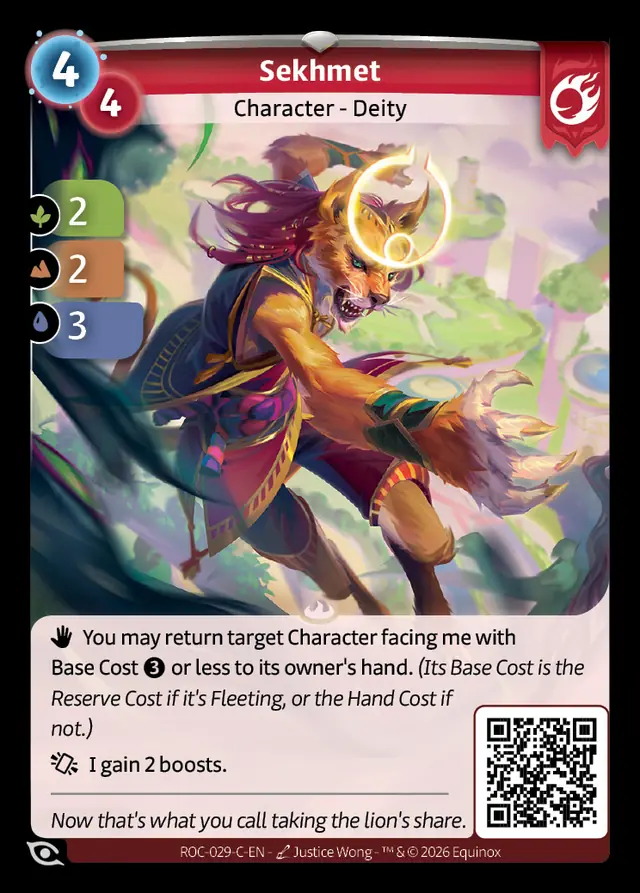 4
Sekhmet
4
Character - Deity
2
2
3
You may return target Character facing me with
Base Cost 3 or less to its owner's hand. (Its Base Cost is the
Reserve Cost if it's Fleeting, or the Hand Cost if
not.)
I gain 2 boosts.
Now that's what you call taking the lion's share.
ROC-029-C-EN - Justice Wong - ™ & © 2026 Equinox